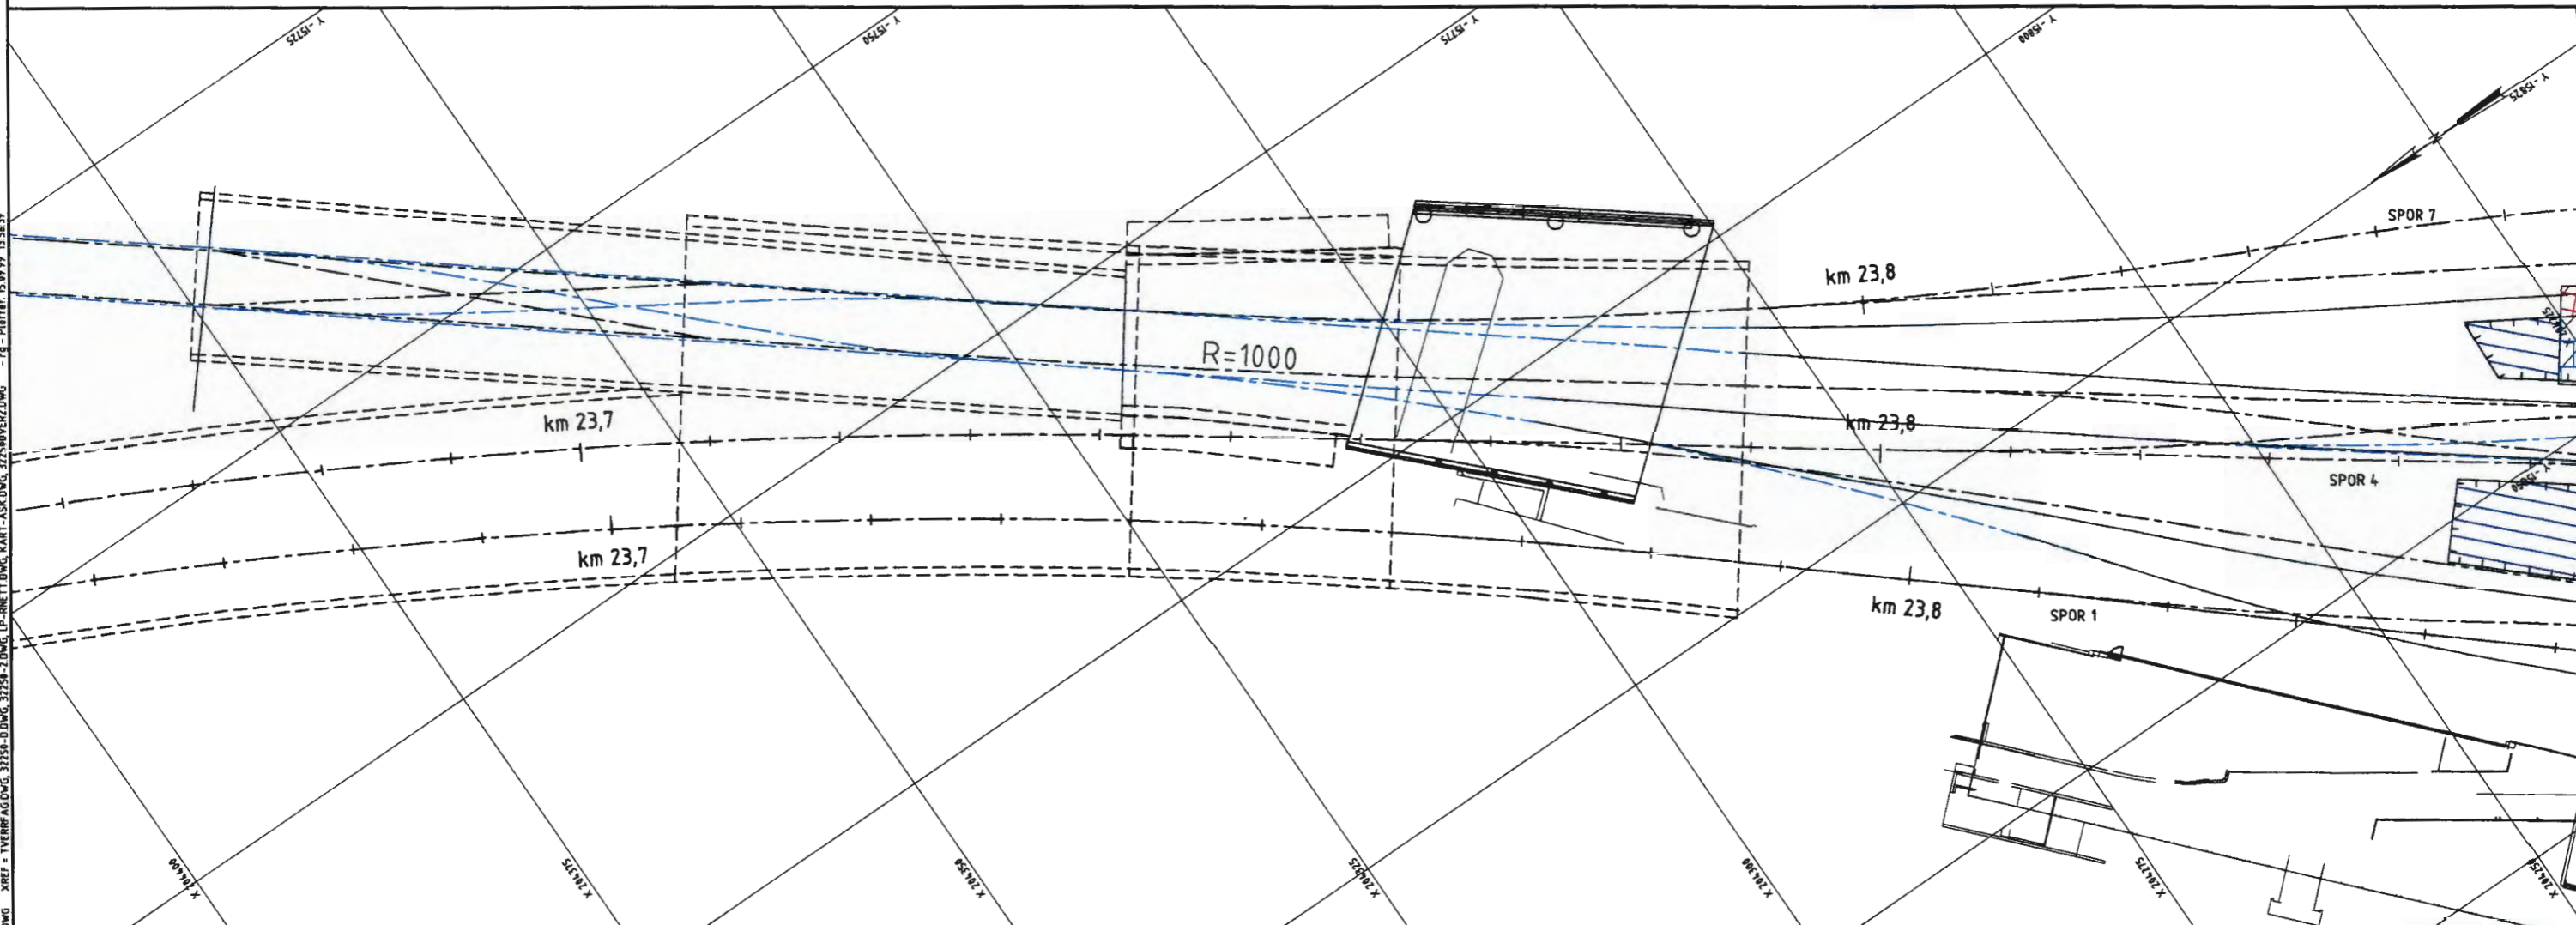 Y -15725
Y -15750
Y -15775
Y -15800
Y -15825
N
SPOR 7
km 23,8
R=1000
km 23,7
km 23,8
SPOR 4
Y -15850
km 23,7
km 23,8
SPOR 1
X 204400
X 204375
X 204350
X 204325
X 204300
X 204275
X 204250